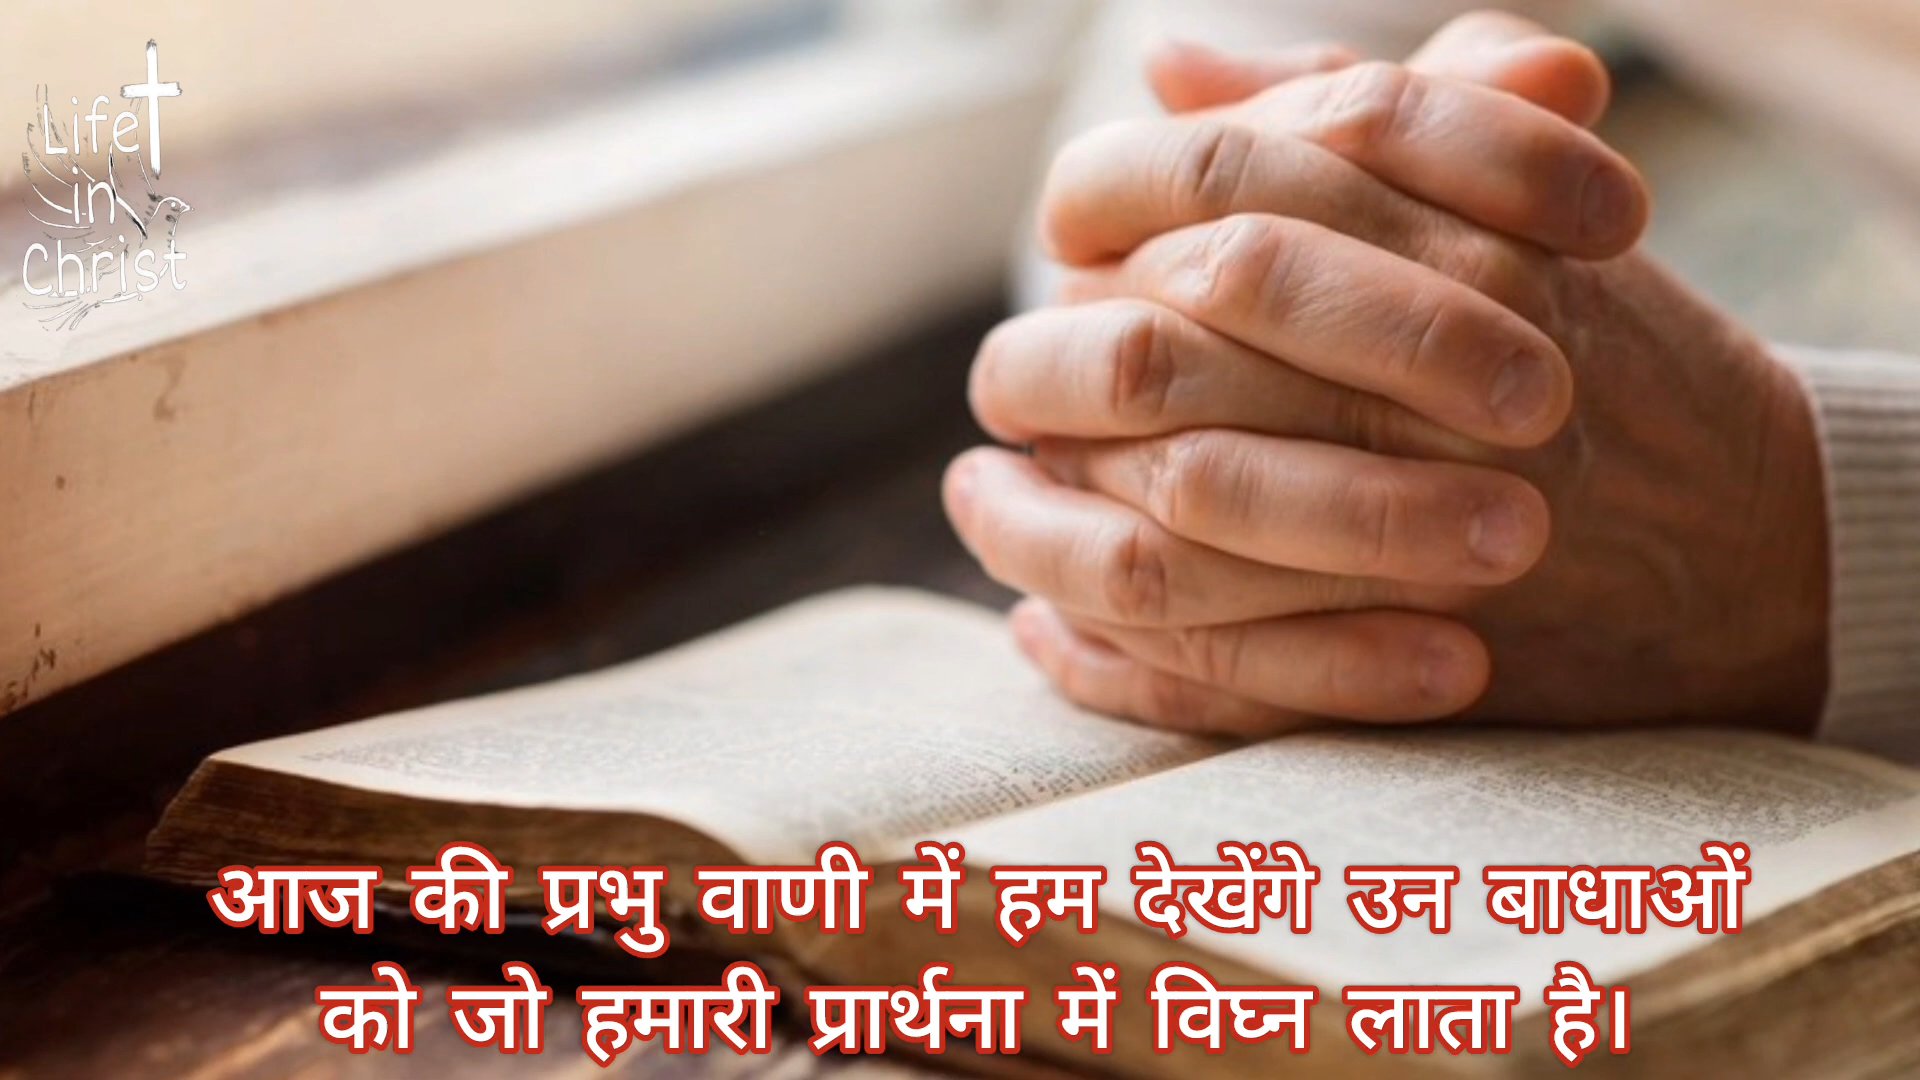 Life
in
Christ
आज की प्रभु वाणी में हम देखेंगे उन बाधाओं
को जो हमारी प्रार्थना में विघ्न लाता है।